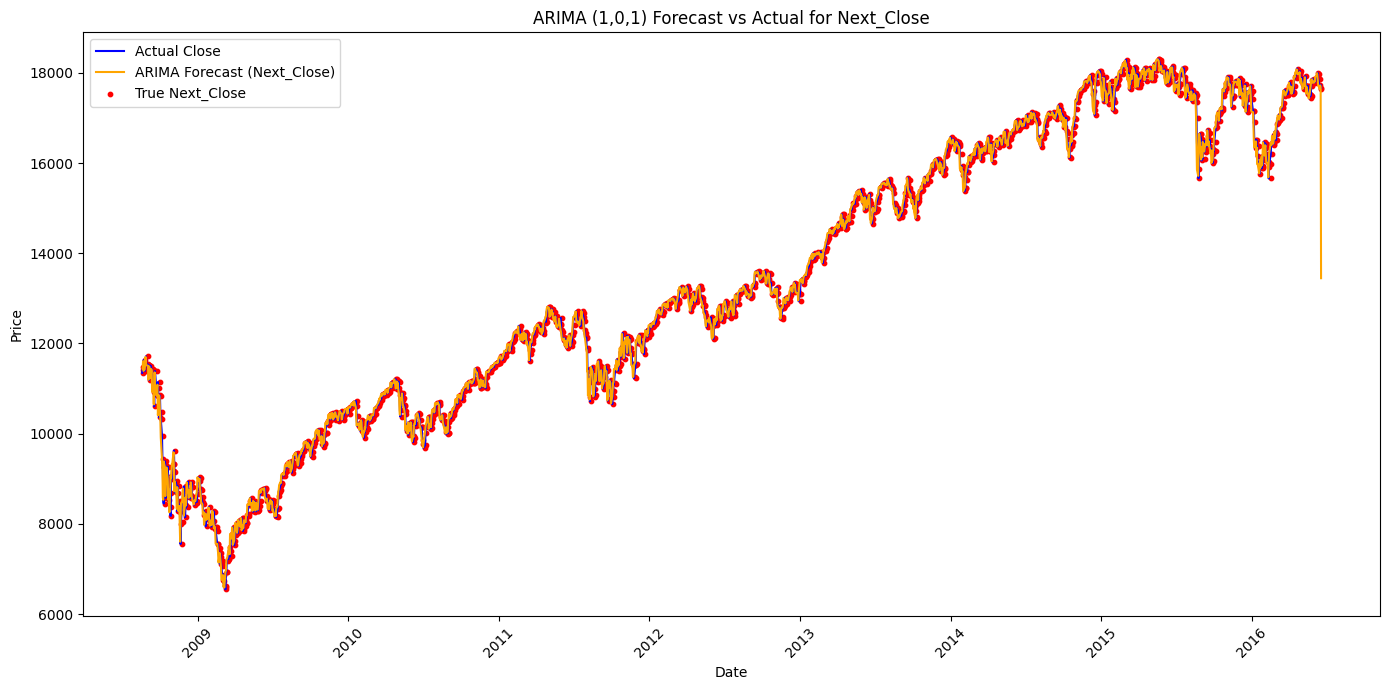 ARIMA (1,0,1) Forecast vs Actual for Next_Close
Actual Close
ARIMA Forecast (Next_Close)
True Next_Close
18000
16000
14000
12000
10000
8000
6000
Price
2009
2010
2011
2012
2013
2014
2015
2016
Date